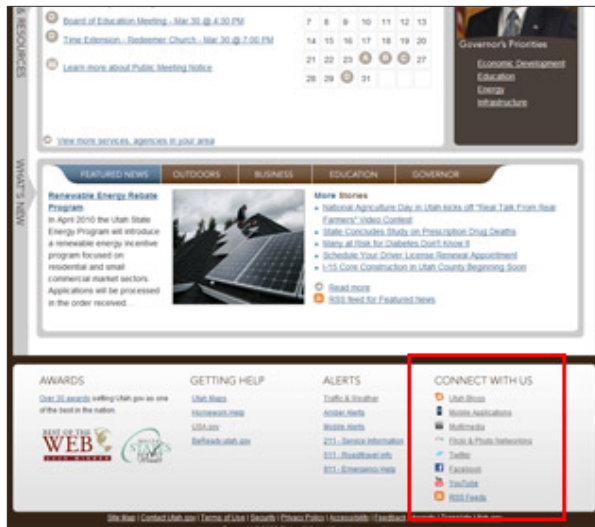 & RESOURCES
Board of Education Meeting - Mar 30 @ 4:30 PM
Time Extension - Redeemer Church - Mar 30 @ 7:00 PM
Learn more about Public Meeting Notice
View more services, agencies in your area
7 8 9 10 11 12 13
14 15 16 17 18 19 20
21 22 23 27
28 29 31
Governor's Priorities
Economic Development
Education
Energy
Infrastructure
WHAT'S NEW
FEATURED NEWS OUTDOORS BUSINESS EDUCATION GOVERNOR
Renewable Energy Rebate
Program
In April 2010 the Utah State
Energy Program will introduce
a renewable energy incentive
program focused on
residential and small
commercial market sectors.
Applications will be processed
in the order received...
More Stories
National Agriculture Day in Utah kicks off "Real Talk From Real
Farmers" Video Contest
State Concludes Study on Prescription Drug Deaths
Many at Risk for Diabetes Don't Know It
Schedule Your Driver License Renewal Appointment
I-15 Core Construction in Utah County Beginning Soon
Read more
RSS feed for Featured News
AWARDS
Over 30 awards setting Utah.gov as one
of the best in the nation.
BEST OF THE
WEB
GETTING HELP
Utah Maps
Homework Help
USA.gov
BeReady.utah.gov
ALERTS
Traffic & Weather
Amber Alerts
Mobile Alerts
211 - Service Information
511 - Road/travel info
911 - Emergency Help
CONNECT WITH US
Utah Blogs
Mobile Applications
Multimedia
Flickr & Photo Networking
Twitter
Facebook
YouTube
RSS Feeds
Site Map | Contact Utah.gov | Terms of Use | Security | Privacy Policy | Accessibility | Feedback | Awards | Translate Utah.gov